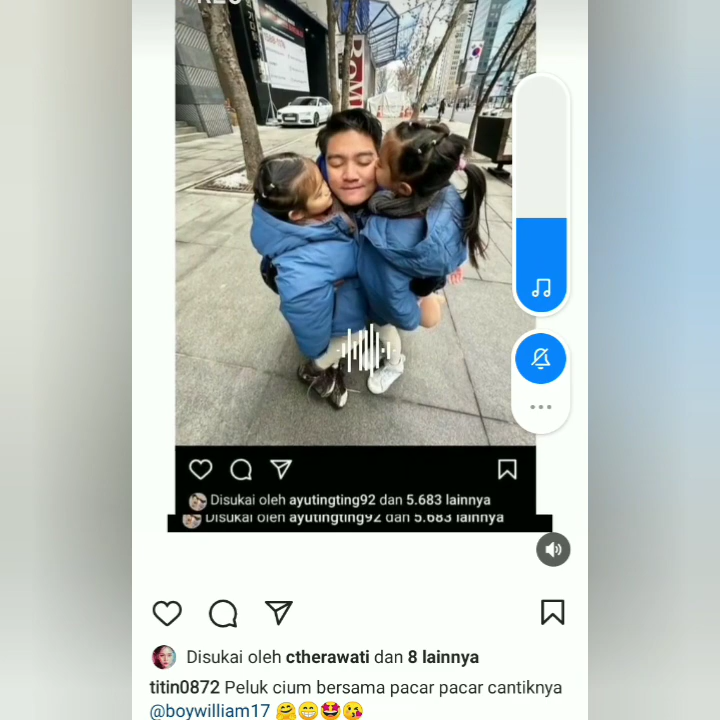 Disukai oleh ayutingting92 dan 5.683 lainnya
Disukai oleh ayutingting92 dan 5.683 lainnya
Disukai oleh ctherawati dan 8 lainnya
titin0872 Peluk cium bersama pacar pacar cantiknya
@boywilliam17 🤗😁🤩😘